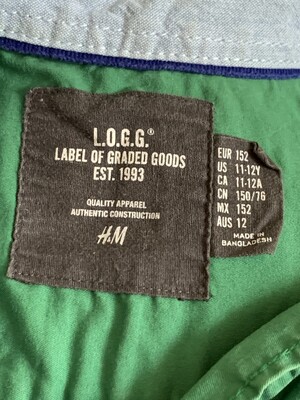 L.O.G.G.®
LABEL OF GRADED GOODS
EST. 1993
QUALITY APPAREL
AUTHENTIC CONSTRUCTION
H&M
EUR 152
US 11-12Y
CA 11-12A
CN 150/76
MX 152
AUS 12
MADE IN
BANGLADESH